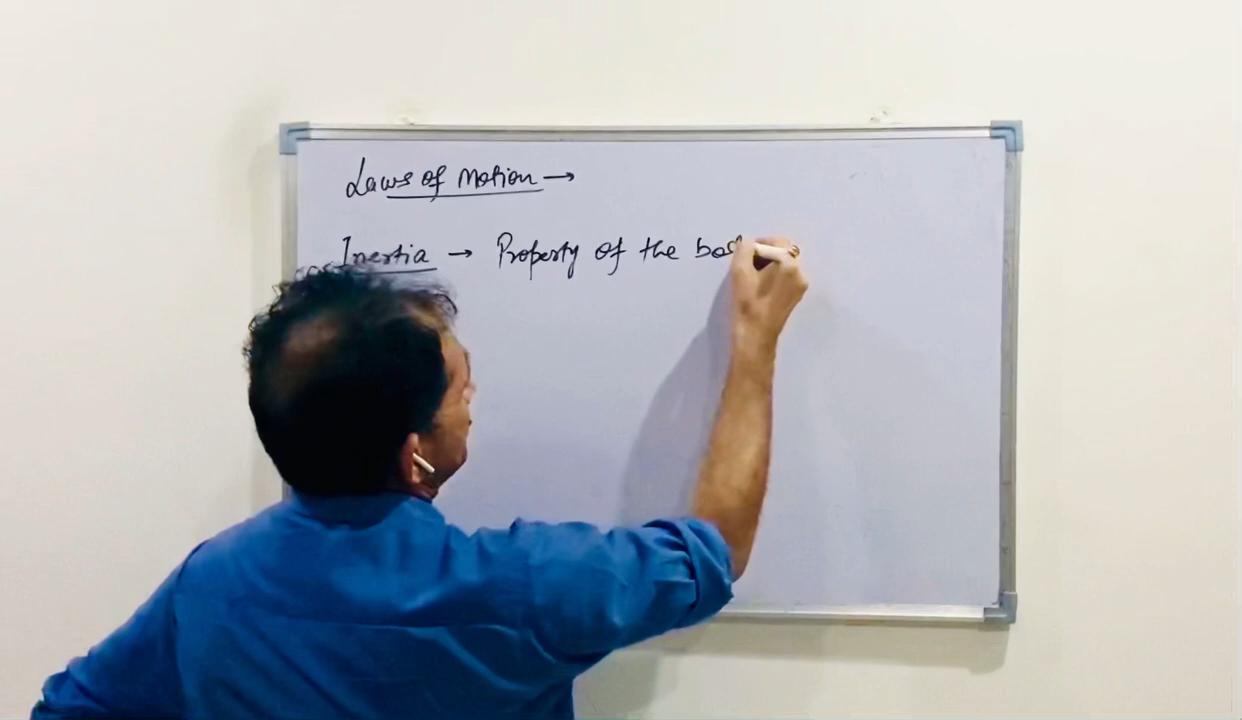 Laws of Motion →
Inertia → Property of the